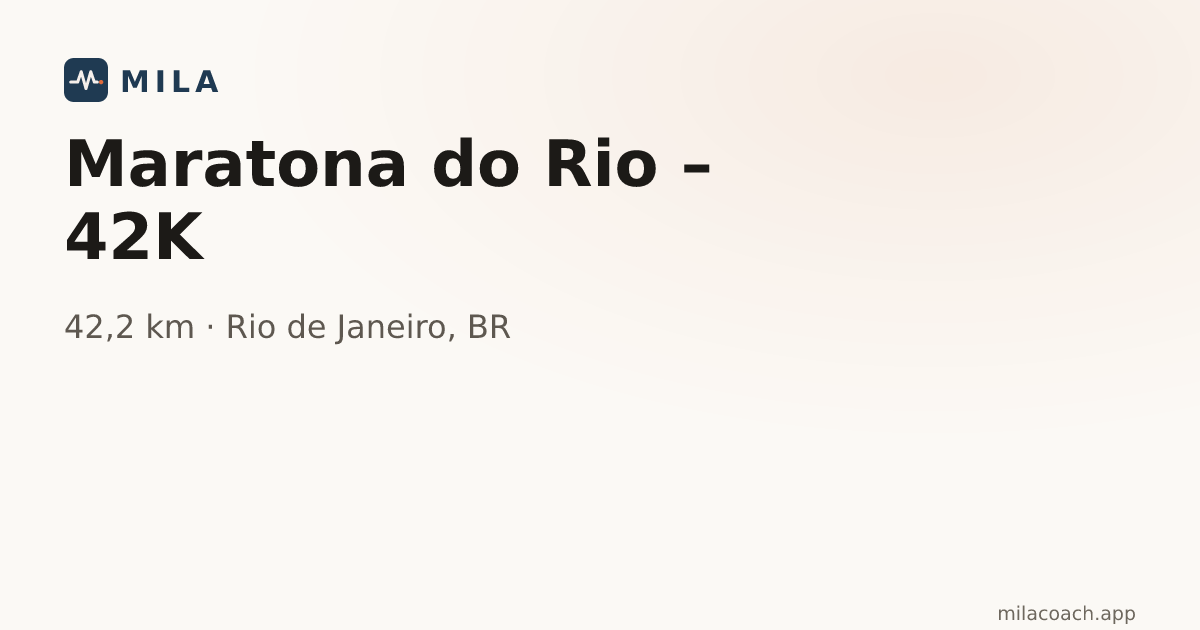 MILA
Maratona do Rio –
42K
42,2 km · Rio de Janeiro, BR
milacoach.app